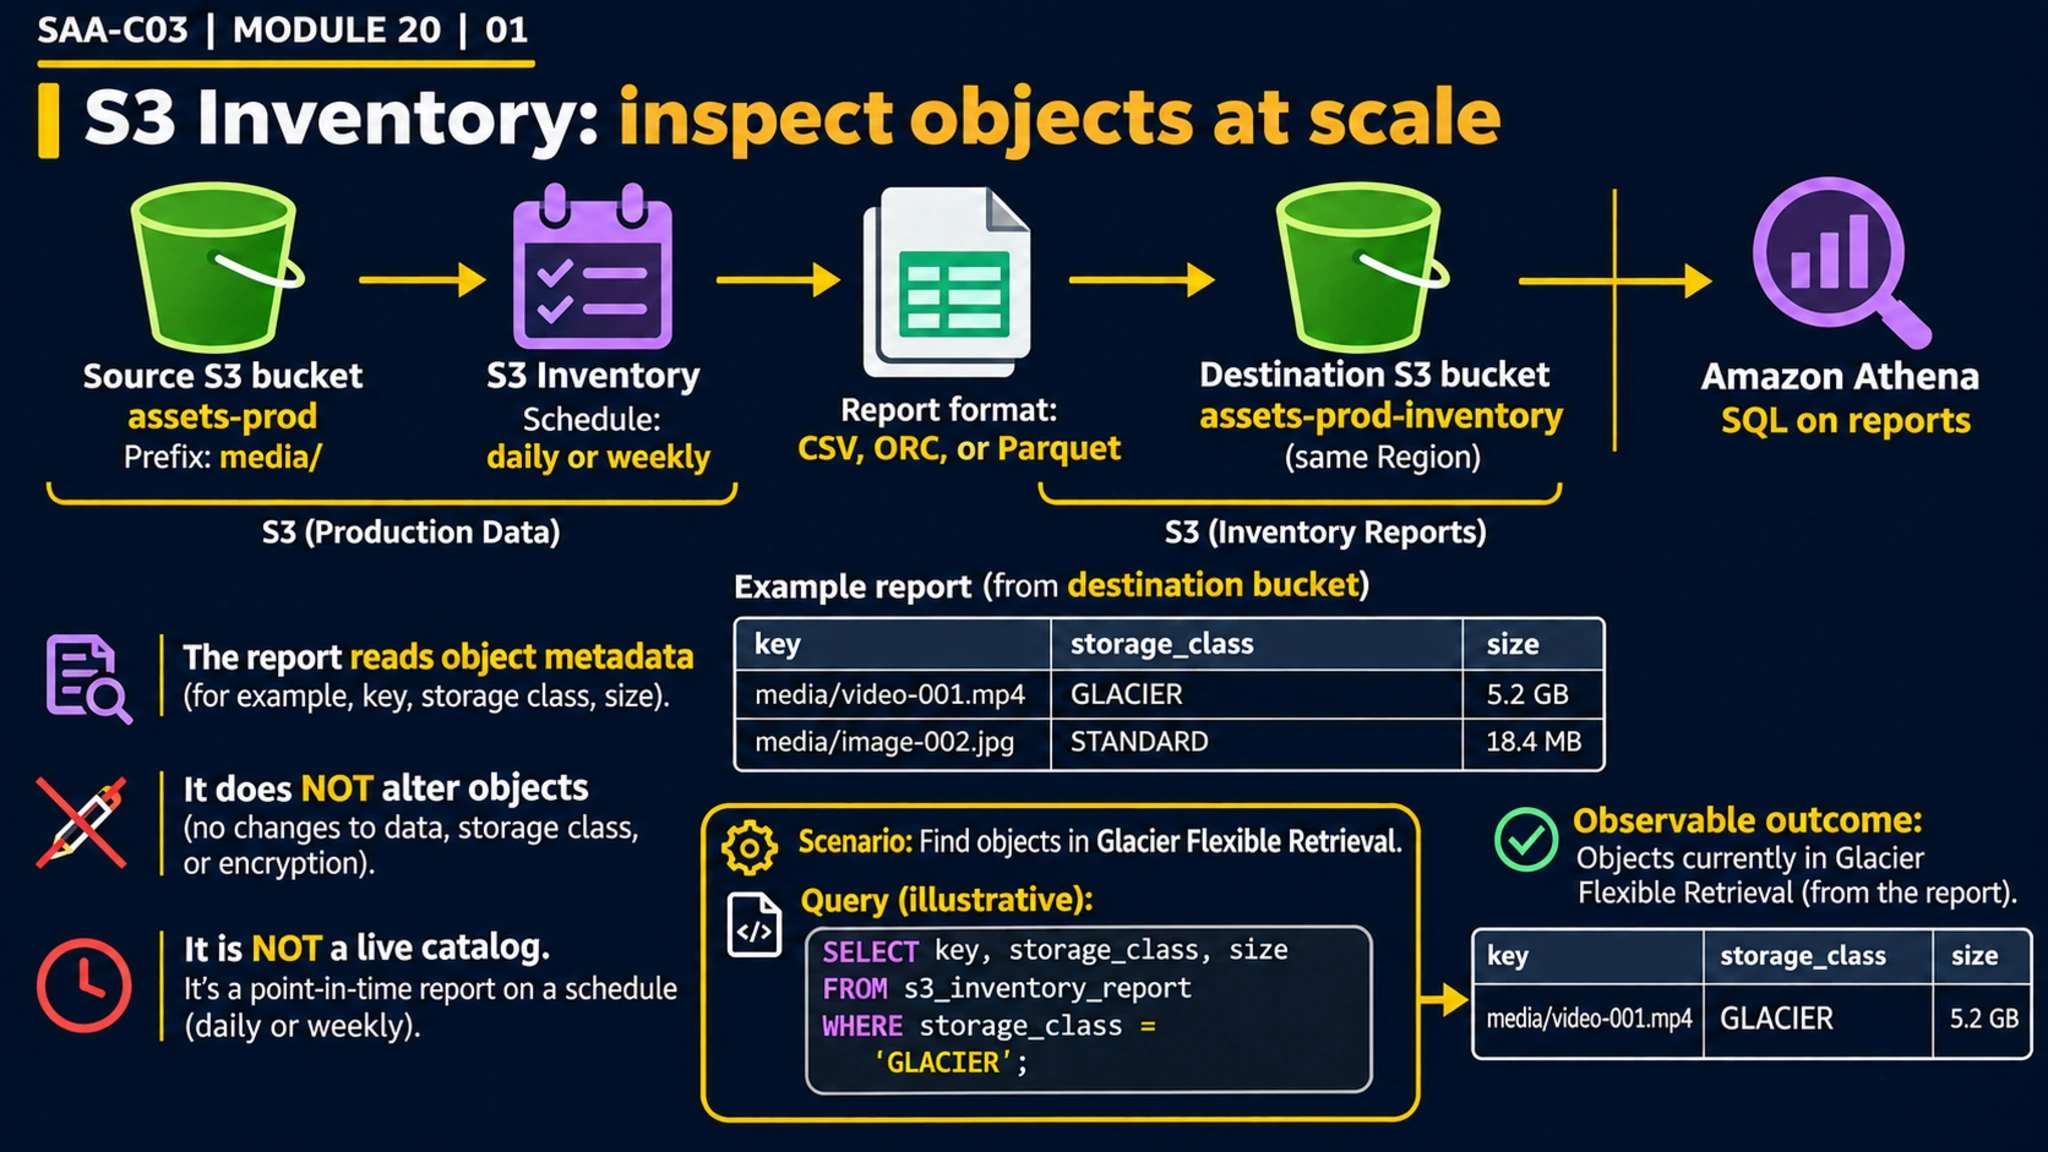 SAA-C03 | MODULE 20 | 01
S3 Inventory: inspect objects at scale
Source S3 bucket
assets-prod
Prefix: media/
S3 Inventory
Schedule:
daily or weekly
Report format:
CSV, ORC, or Parquet
Destination S3 bucket
assets-prod-inventory
(same Region)
Amazon Athena
SQL on reports
S3 (Production Data)
S3 (Inventory Reports)
The report reads object metadata
(for example, key, storage class, size).
It does NOT alter objects
(no changes to data, storage class,
or encryption).
It is NOT a live catalog.
It's a point-in-time report on a schedule
(daily or weekly).
Example report (from destination bucket)
key storage_class size
media/video-001.mp4 GLACIER 5.2 GB
media/image-002.jpg STANDARD 18.4 MB
Scenario: Find objects in Glacier Flexible Retrieval.
Query (illustrative):
</>
SELECT key, storage_class, size
FROM s3_inventory_report
WHERE storage_class =
'GLACIER';
Observable outcome:
Objects currently in Glacier
Flexible Retrieval (from the report).
key storage_class size
media/video-001.mp4 GLACIER 5.2 GB